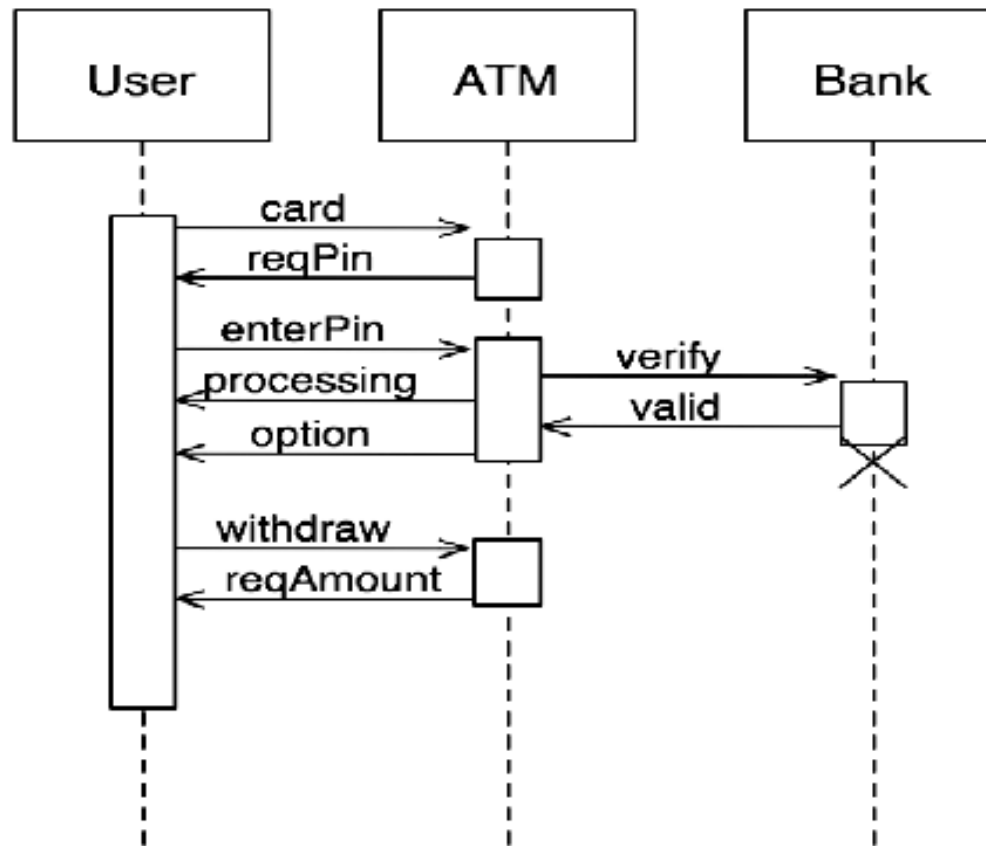 User
ATM
Bank
card
reqPin
enterPin
verify
processing
valid
option
withdraw
reqAmount